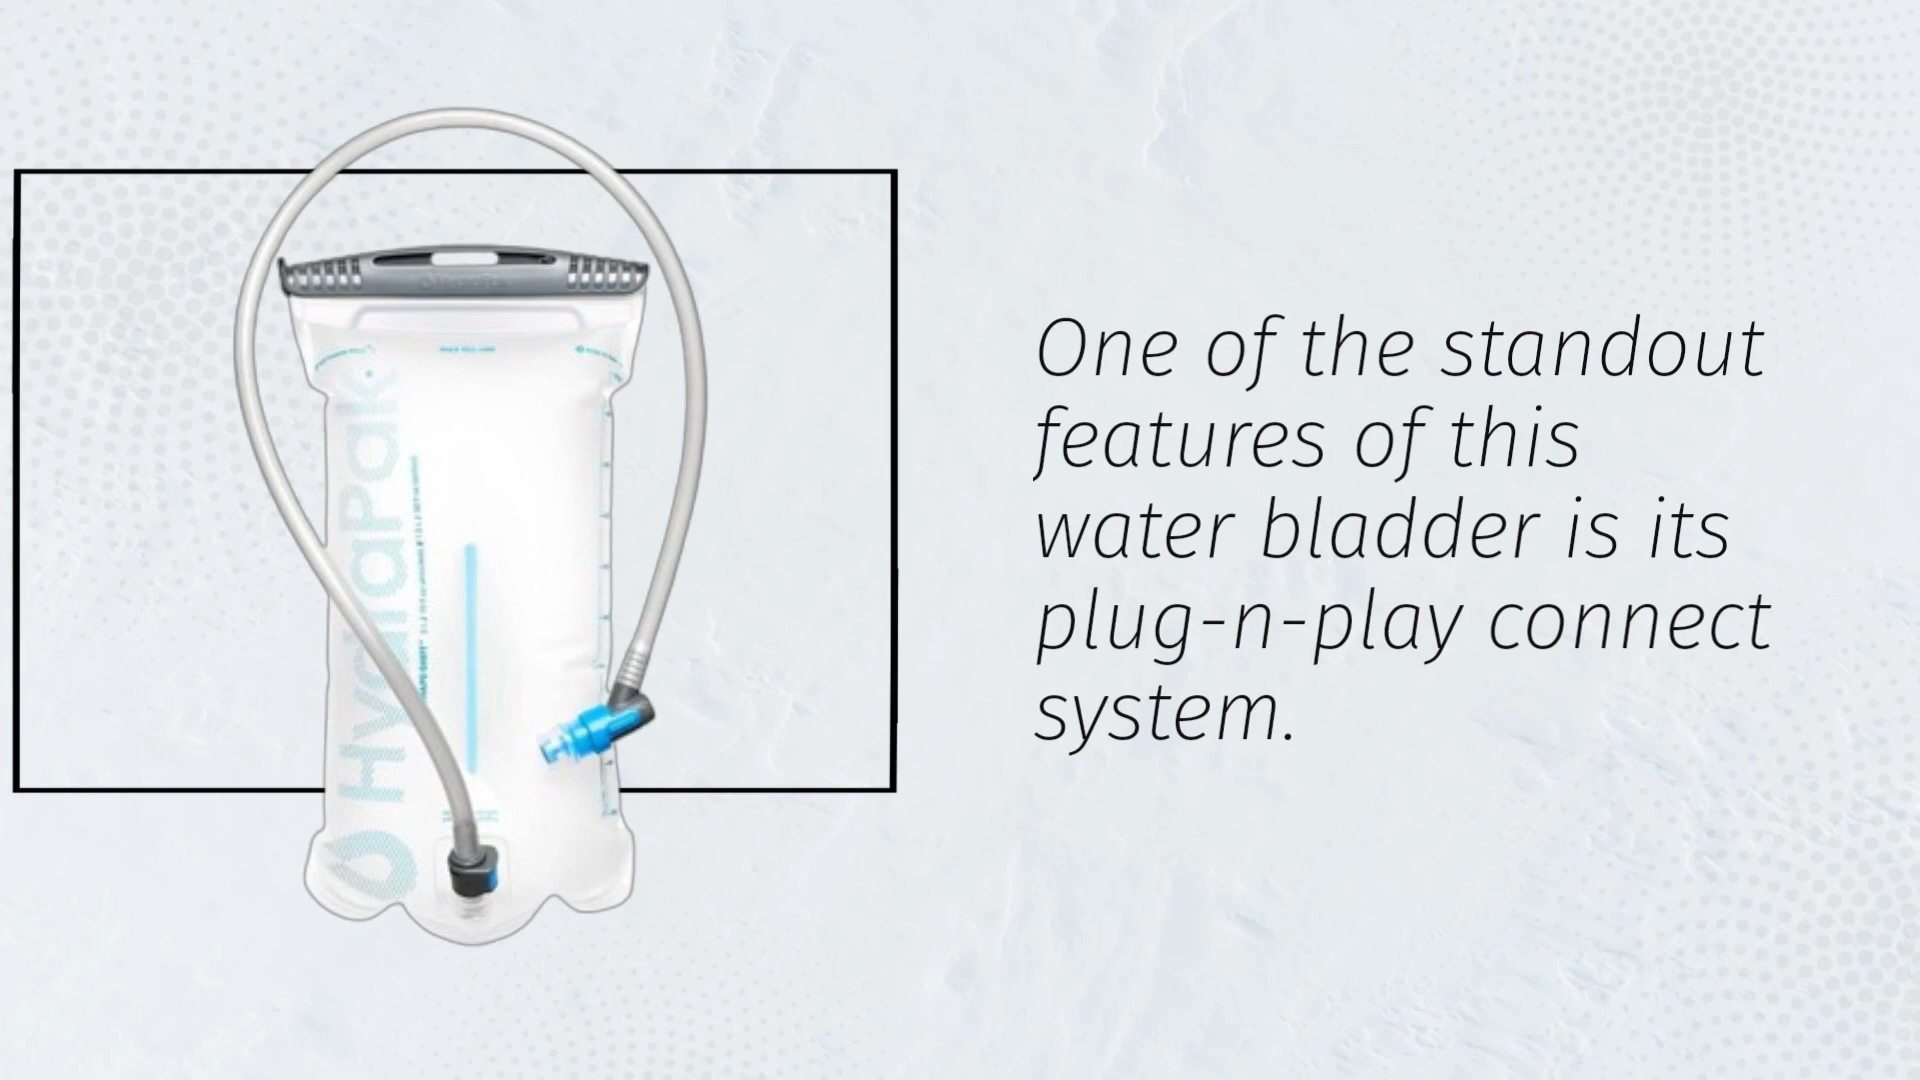 HydraPak
One of the standout
features of this
water bladder is its
plug-n-play connect
system.